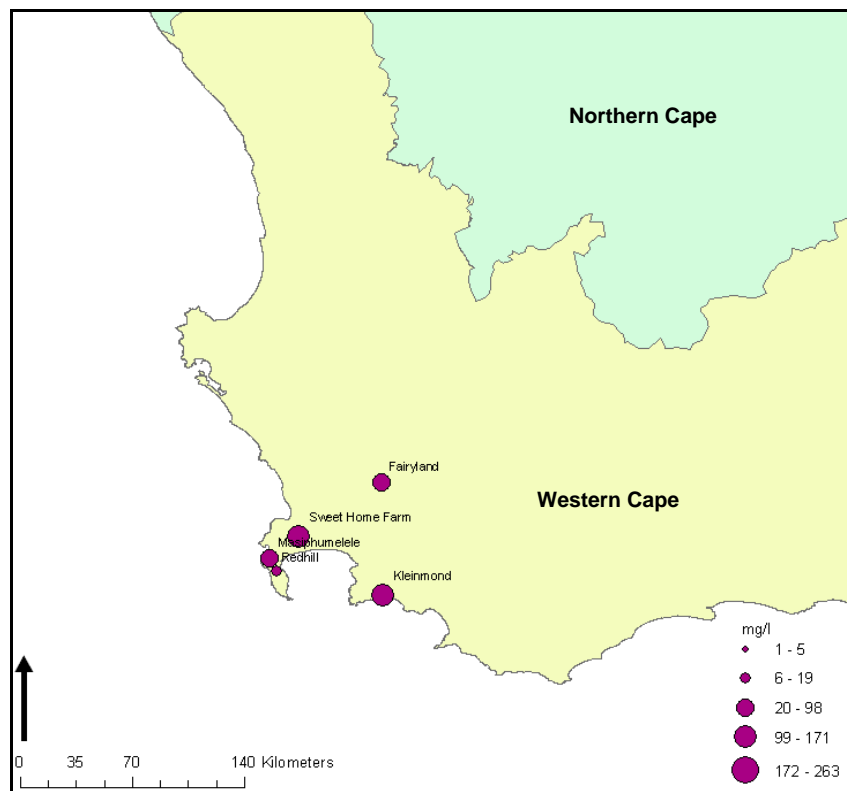 Northern Cape
Fairyland
Western Cape
Sweet Home Farm
Masiphumelele
Redhill
Kleinmond
mg/l
1 - 5
6 - 19
20 - 98
99 - 171
172 - 263
0 35 70 140 Kilometers